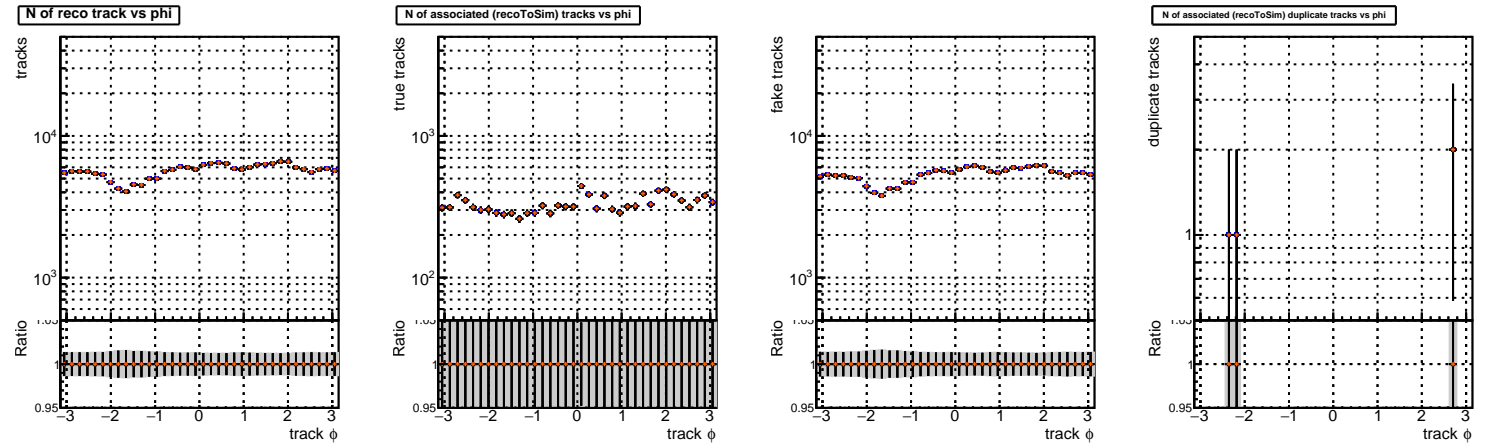 N of reco track vs phi
tracks
10⁴
10³
Ratio
1.05
1
0.95
−3 −2 −1 0 1 2 3
track ϕ
N of associated (recoToSim) tracks vs phi
true tracks
10³
10²
Ratio
1.05
1
0.95
−3 −2 −1 0 1 2 3
track ϕ
fake tracks
10⁴
10³
Ratio
1.05
1
0.95
−3 −2 −1 0 1 2 3
track ϕ
N of associated (recoToSim) duplicate tracks vs phi
duplicate tracks
1
Ratio
1.05
1
0.95
−3 −2 −1 0 1 2 3
track ϕ